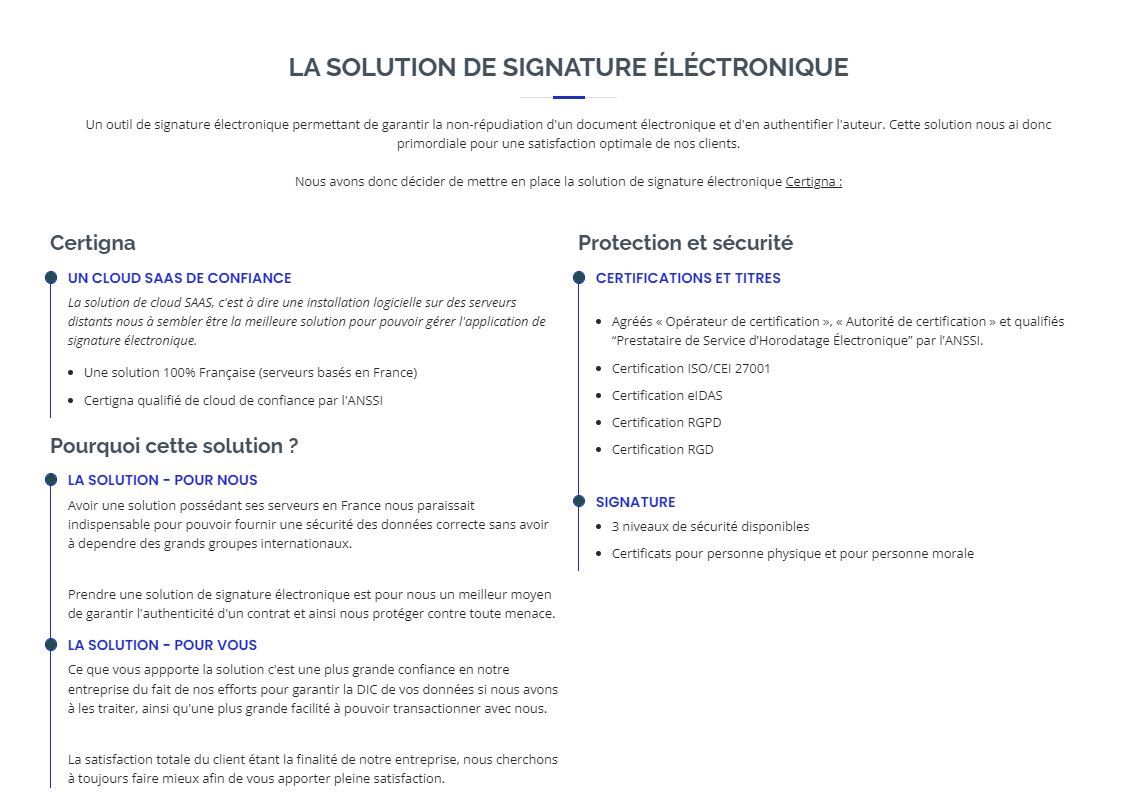 LA SOLUTION DE SIGNATURE ÉLÉCTRONIQUE
Un outil de signature électronique permettant de garantir la non-répudiation d'un document électronique et d'en authentifier l'auteur. Cette solution nous ai donc
primordiale pour une satisfaction optimale de nos clients.
Nous avons donc décider de mettre en place la solution de signature électronique Certigna :
Certigna
UN CLOUD SAAS DE CONFIANCE
La solution de cloud SAAS, c'est à dire une installation logicielle sur des serveurs
distants nous à sembler être la meilleure solution pour pouvoir gérer l'application de
signature électronique.
Une solution 100% Française (serveurs basés en France)
Certigna qualifié de cloud de confiance par l'ANSSI
Pourquoi cette solution ?
LA SOLUTION - POUR NOUS
Avoir une solution possédant ses serveurs en France nous paraissait
indispensable pour pouvoir fournir une sécurité des données correcte sans avoir
à dependre des grands groupes internationaux.
Prendre une solution de signature électronique est pour nous un meilleur moyen
de garantir l'authenticité d'un contrat et ainsi nous protéger contre toute menace.
LA SOLUTION - POUR VOUS
Ce que vous appporte la solution c'est une plus grande confiance en notre
entreprise du fait de nos efforts pour garantir la DIC de vos données si nous avons
à les traiter, ainsi qu'une plus grande facilité à pouvoir transactionner avec nous.
La satisfaction totale du client étant la finalité de notre entreprise, nous cherchons
à toujours faire mieux afin de vous apporter pleine satisfaction.
Protection et sécurité
CERTIFICATIONS ET TITRES
Agréés « Opérateur de certification », « Autorité de certification » et qualifiés
“Prestataire de Service d’Horodatage Électronique” par l’ANSSI.
Certification ISO/CEI 27001
Certification eIDAS
Certification RGPD
Certification RGD
SIGNATURE
3 niveaux de sécurité disponibles
Certificats pour personne physique et pour personne morale